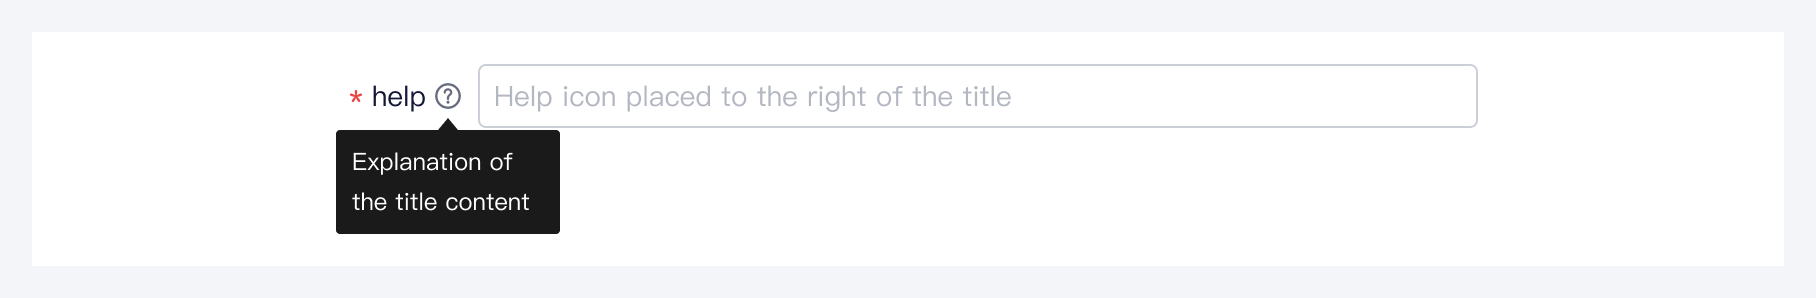 * help ? Help icon placed to the right of the title
Explanation of
the title content